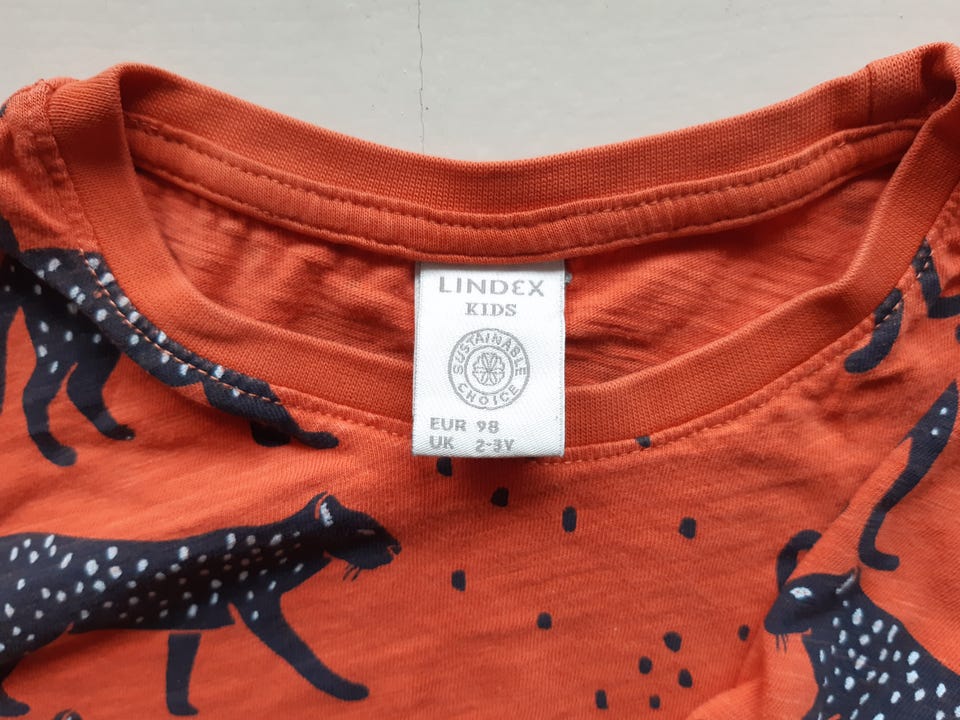 LINDEX
KIDS
SUSTAINABLE
CHOICE
EUR 98
UK 2-3Y